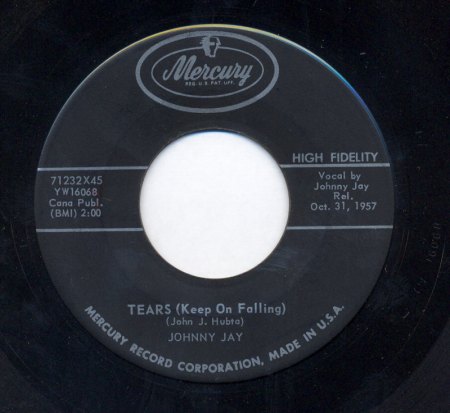 Mercury
REG. U.S. PAT. OFF.
HIGH FIDELITY
71232X45
YW16068
Cana Publ.
(BMI) 2:00
Vocal by
Johnny Jay
Rel.
Oct. 31, 1957
TEARS (Keep On Falling)
(John J. Hubta)
JOHNNY JAY
MERCURY RECORD CORPORATION, MADE IN U.S.A.